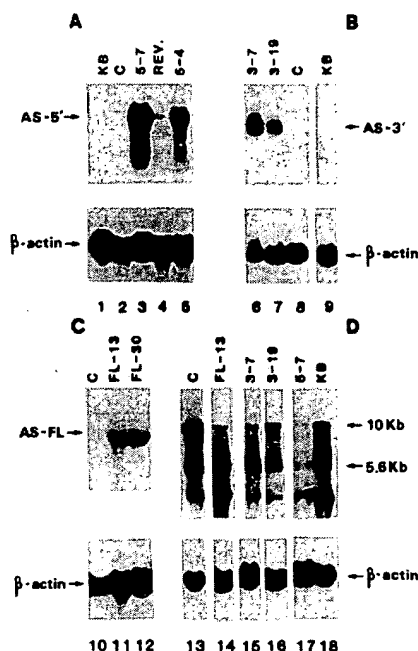 A
B
KB C 5-7 REV. 5-4
3-7 3-19 C KB
AS-5'
AS-3'
β-actin
β-actin
1 2 3 4 5
6 7 8 9
C
D
C FL-13 FL-30
C FL-13 3-7 3-19 5-7 KB
AS-FL
10Kb
5.6Kb
β-actin
β-actin
10 11 12
13 14 15 16 17 18